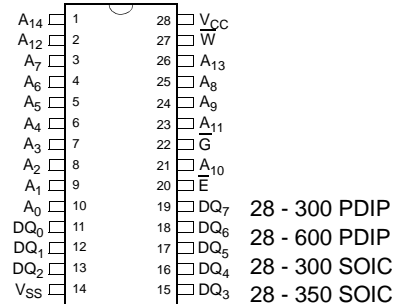 A14 1 28 VCC
A12 2 27 W
A7 3 26 A13
A6 4 25 A8
A5 5 24 A9
A4 6 23 A11
A3 7 22 G
A2 8 21 A10
A1 9 20 E
A0 10 19 DQ7 28 - 300 PDIP
DQ0 11 18 DQ6 28 - 600 PDIP
DQ1 12 17 DQ5
DQ2 13 16 DQ4 28 - 300 SOIC
VSS 14 15 DQ3 28 - 350 SOIC